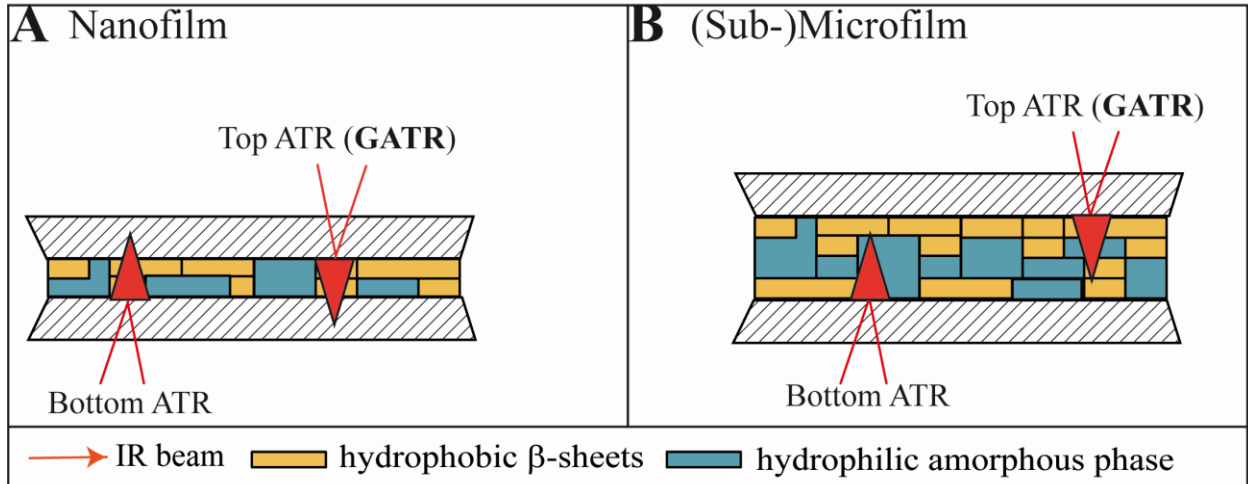 A Nanofilm
Top ATR (GATR)
Bottom ATR
B (Sub-)Microfilm
Top ATR (GATR)
Bottom ATR
IR beam hydrophobic β-sheets hydrophilic amorphous phase